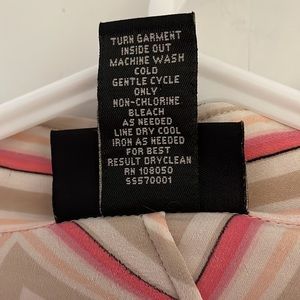 TURN GARMENT
INSIDE OUT
MACHINE WASH
COLD
GENTLE CYCLE
ONLY
NON-CHLORINE
BLEACH
AS NEEDED
LINE DRY COOL
IRON AS NEEDED
FOR BEST
RESULT DRYCLEAN
RN 108050
SS570001